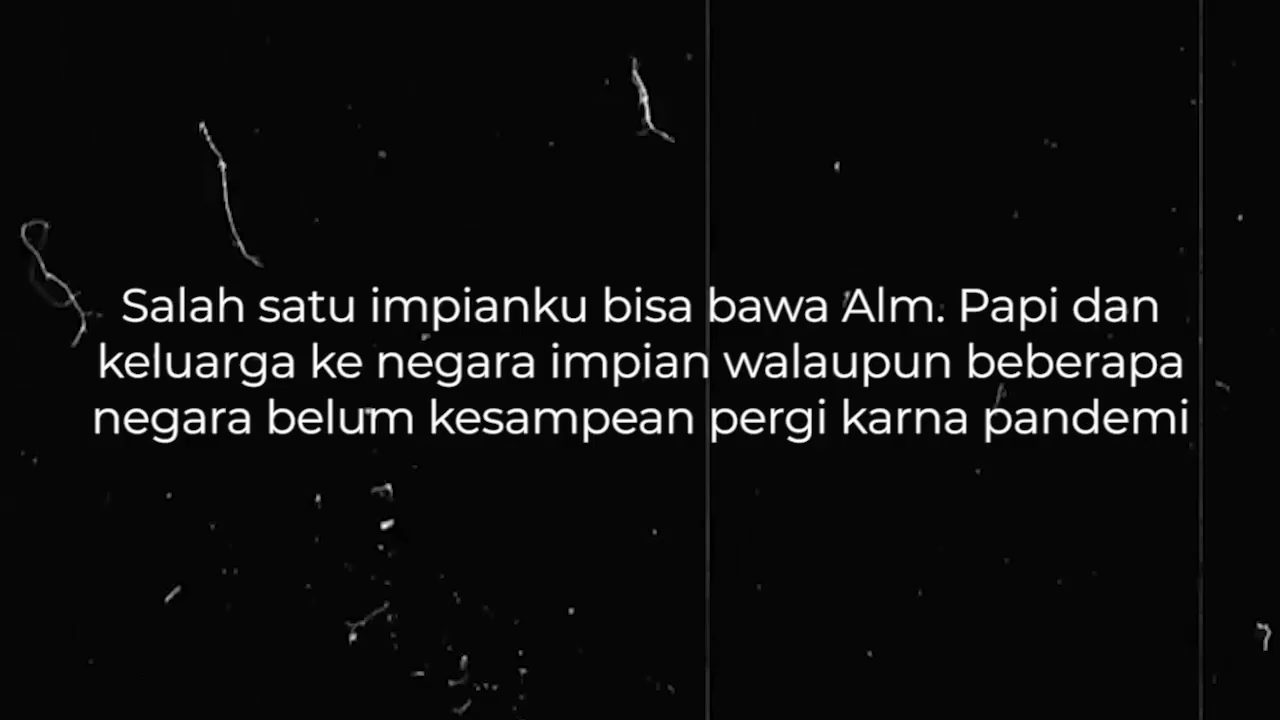 Salah satu impianku bisa bawa Alm. Papi dan
keluarga ke negara impian walaupun beberapa
negara belum kesampean pergi karna pandemi